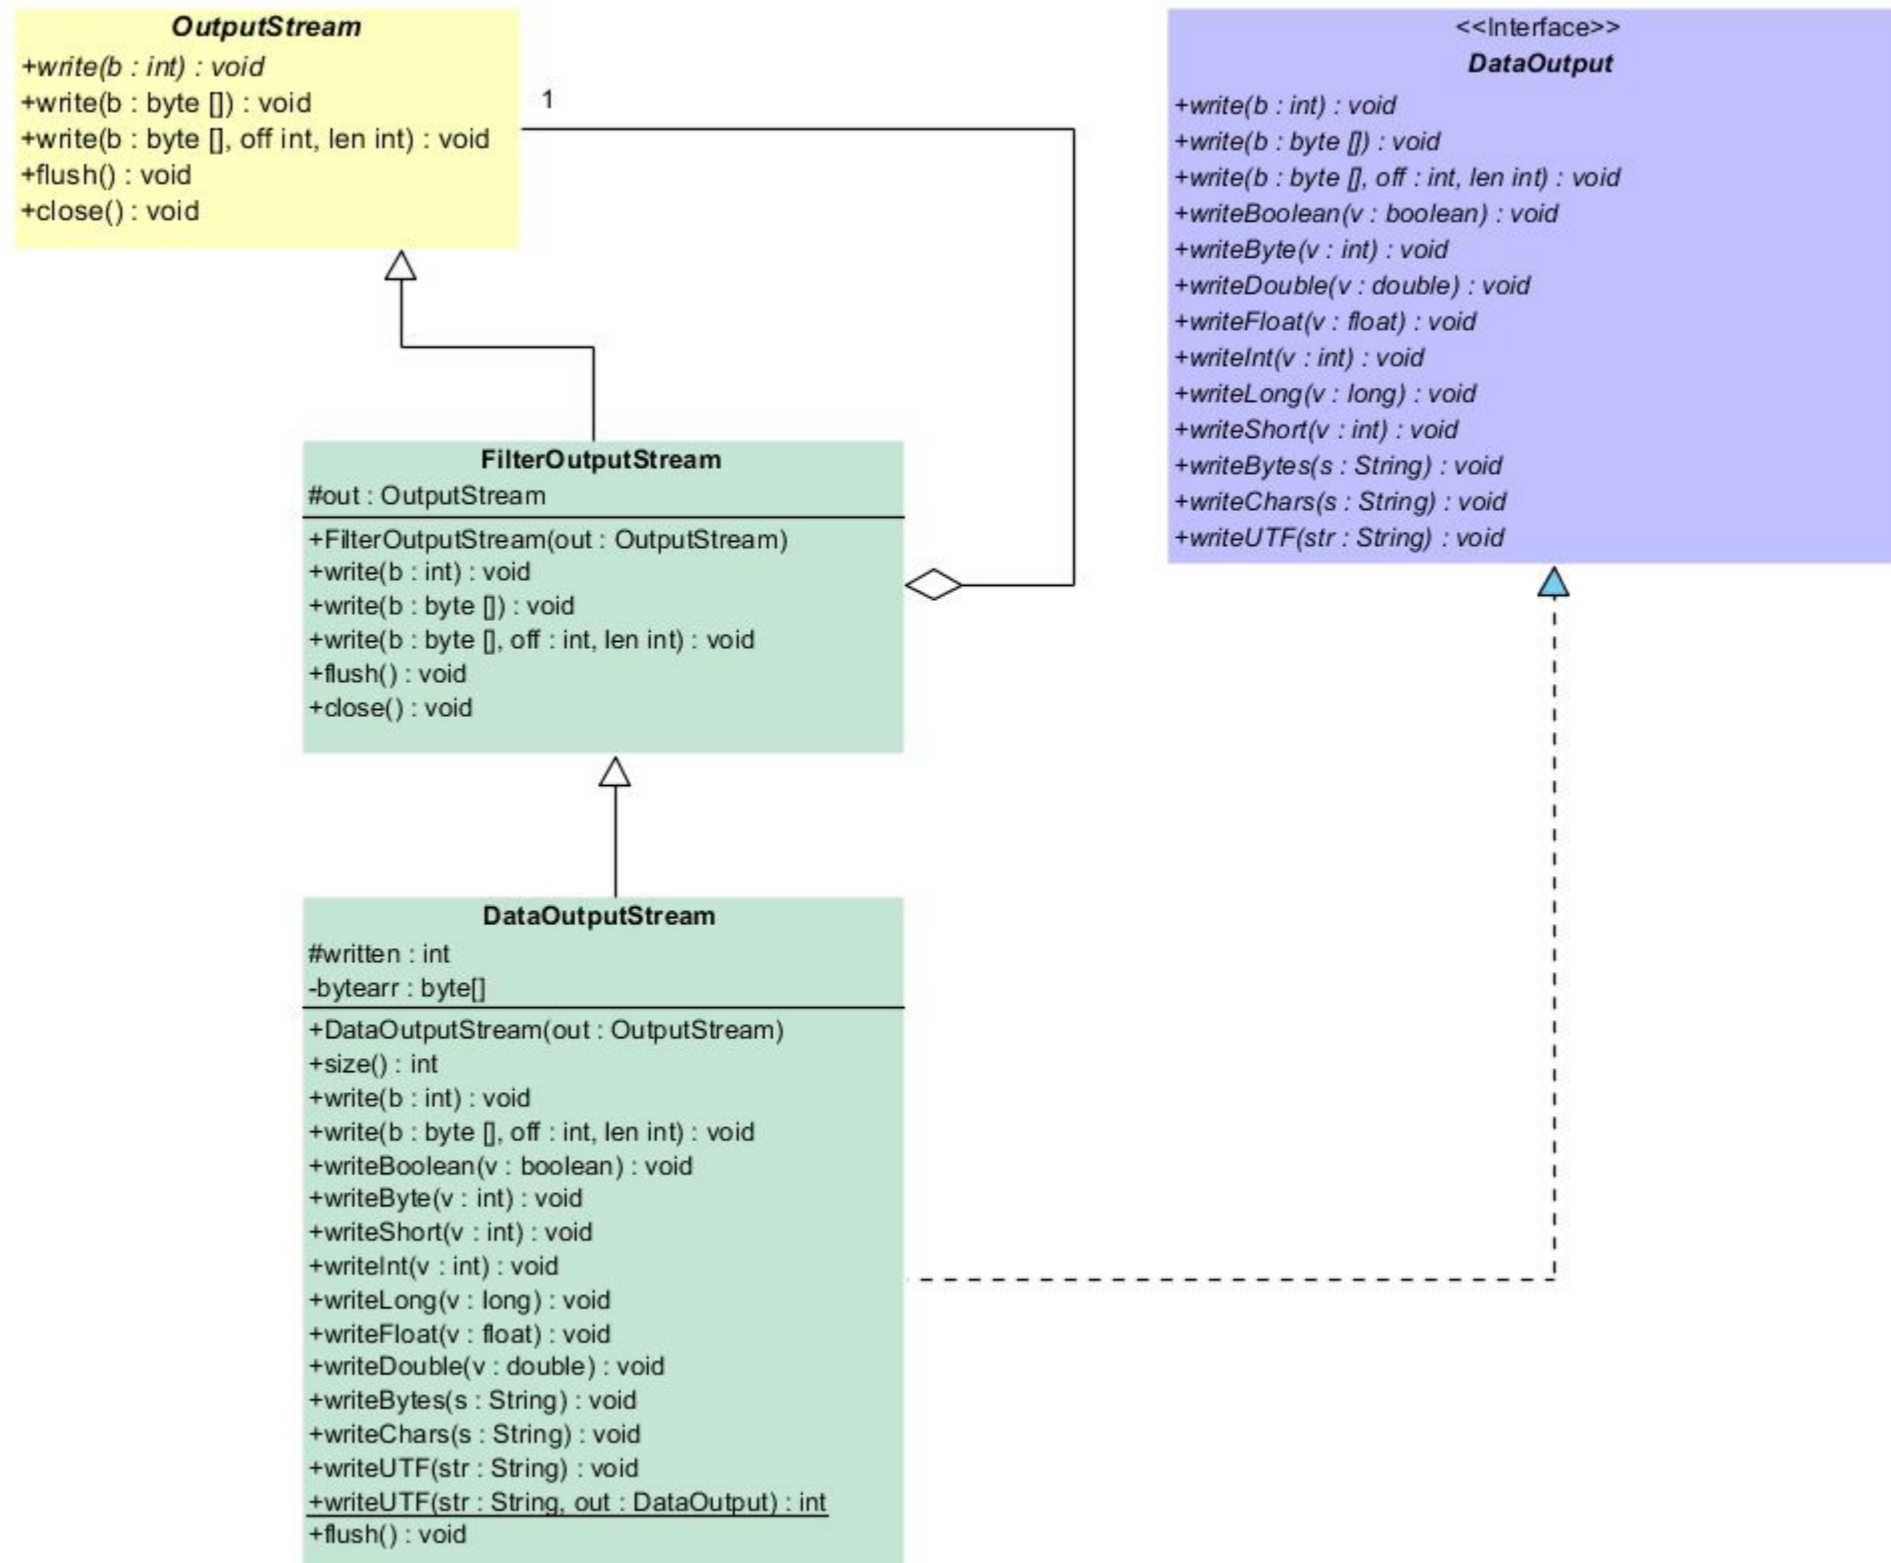 OutputStream
+write(b : int) : void
+write(b : byte []) : void
+write(b : byte [], off int, len int) : void
+flush() : void
+close() : void
1
<<Interface>>
DataOutput
+write(b : int) : void
+write(b : byte []) : void
+write(b : byte [], off : int, len int) : void
+writeBoolean(v : boolean) : void
+writeByte(v : int) : void
+writeDouble(v : double) : void
+writeFloat(v : float) : void
+writeInt(v : int) : void
+writeLong(v : long) : void
+writeShort(v : int) : void
+writeBytes(s : String) : void
+writeChars(s : String) : void
+writeUTF(str : String) : void
FilterOutputStream
#out : OutputStream
+FilterOutputStream(out : OutputStream)
+write(b : int) : void
+write(b : byte []) : void
+write(b : byte [], off : int, len int) : void
+flush() : void
+close() : void
DataOutputStream
#written : int
-bytearr : byte[]
+DataOutputStream(out : OutputStream)
+size() : int
+write(b : int) : void
+write(b : byte [], off : int, len int) : void
+writeBoolean(v : boolean) : void
+writeByte(v : int) : void
+writeShort(v : int) : void
+writeInt(v : int) : void
+writeLong(v : long) : void
+writeFloat(v : float) : void
+writeDouble(v : double) : void
+writeBytes(s : String) : void
+writeChars(s : String) : void
+writeUTF(str : String) : void
+writeUTF(str : String, out : DataOutput) : int
+flush() : void